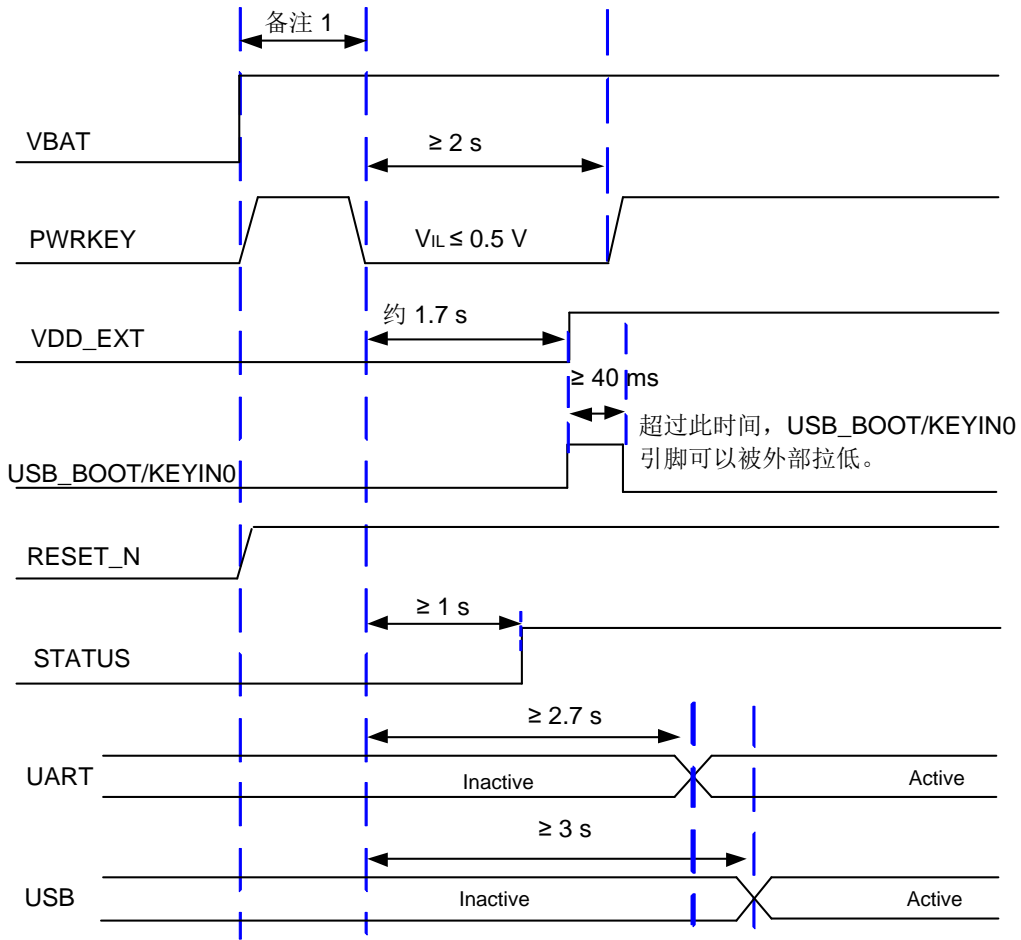 备注 1
VBAT
≥ 2 s
PWRKEY
VIL ≤ 0.5 V
约 1.7 s
VDD_EXT
≥ 40 ms
超过此时间，USB_BOOT/KEYIN0
引脚可以被外部拉低。
USB_BOOT/KEYIN0
RESET_N
≥ 1 s
STATUS
≥ 2.7 s
UART
Inactive
Active
≥ 3 s
USB
Inactive
Active